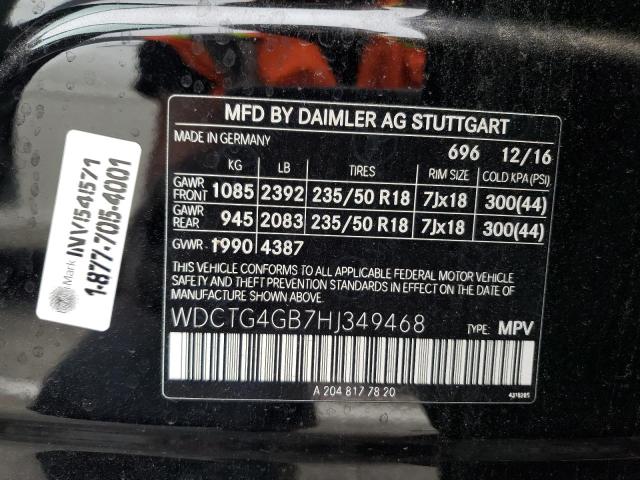 MFD BY DAIMLER AG STUTTGART
MADE IN GERMANY
696 12/16
KG LB TIRES RIM SIZE COLD KPA (PSI)
GAWR FRONT 1085 2392 235/50 R18 7Jx18 300(44)
GAWR REAR 945 2083 235/50 R18 7Jx18 300(44)
GVWR 1990 4387
THIS VEHICLE CONFORMS TO ALL APPLICABLE FEDERAL MOTOR VEHICLE
SAFETY AND THEFT PREVENTION STANDARDS IN EFFECT ON
THE DATE OF MANUFACTURE SHOWN ABOVE.
WDCTG4GB7HJ349468
TYPE: MPV
A 204 817 78 20
Mark INV1541571
1-877-7015-4001